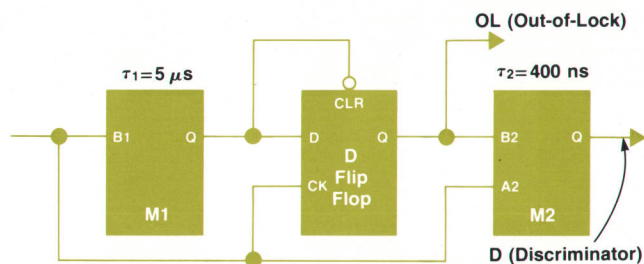 OL (Out-of-Lock)
τ1=5 μs
τ2=400 ns
CLR
B1 Q
D Q
B2 Q
D
Flip
Flop
CK
A2
M1
M2
D (Discriminator)